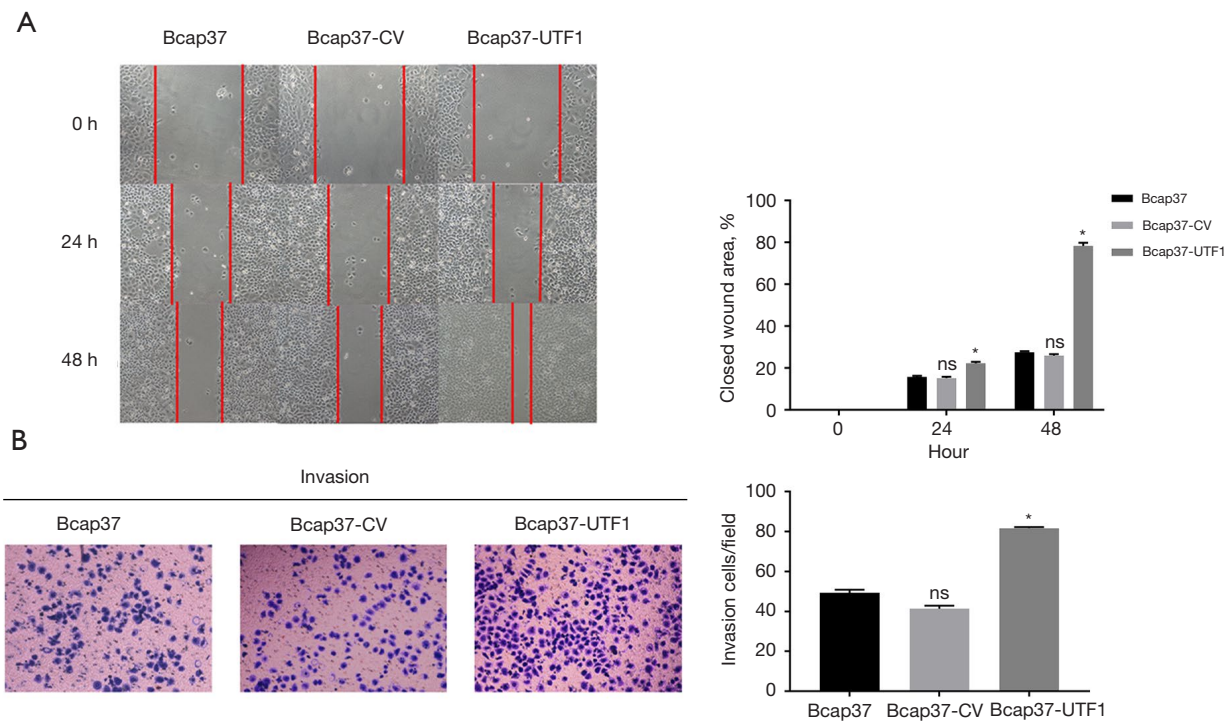 A
Bcap37 Bcap37-CV Bcap37-UTF1
0 h
24 h
48 h
Closed wound area, %
100
80
60
40
20
0
ns
*
ns
*
0 24 48
Hour
Bcap37
Bcap37-CV
Bcap37-UTF1
B
Invasion
Bcap37 Bcap37-CV Bcap37-UTF1
Invasion cells/field
100
80
60
40
20
0
ns
*
Bcap37 Bcap37-CV Bcap37-UTF1